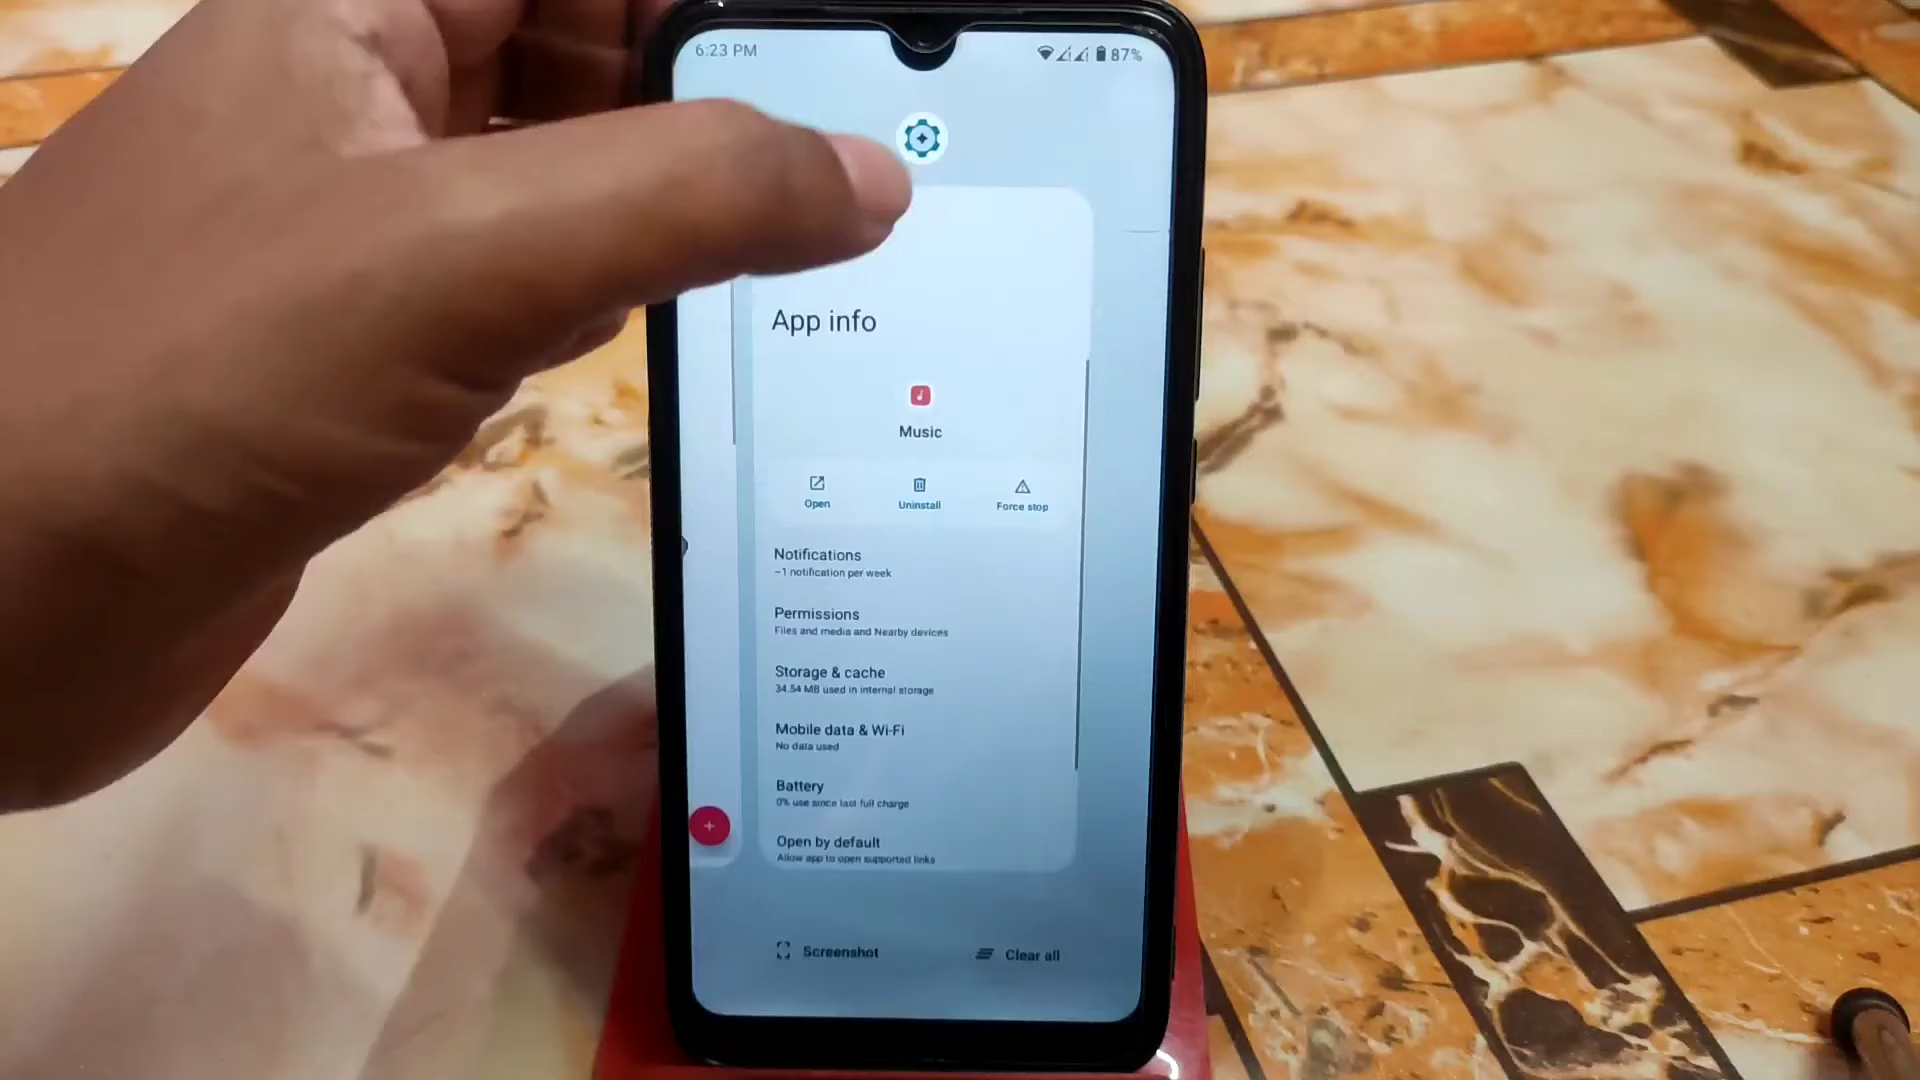 6:23 PM
87%
App info
Music
Open
Uninstall
Force stop
Notifications
~1 notification per week
Permissions
Files and media and Nearby devices
Storage & cache
34.54 MB used in internal storage
Mobile data & Wi-Fi
No data used
Battery
0% use since last full charge
Open by default
Allow app to open supported links
Screenshot
Clear all